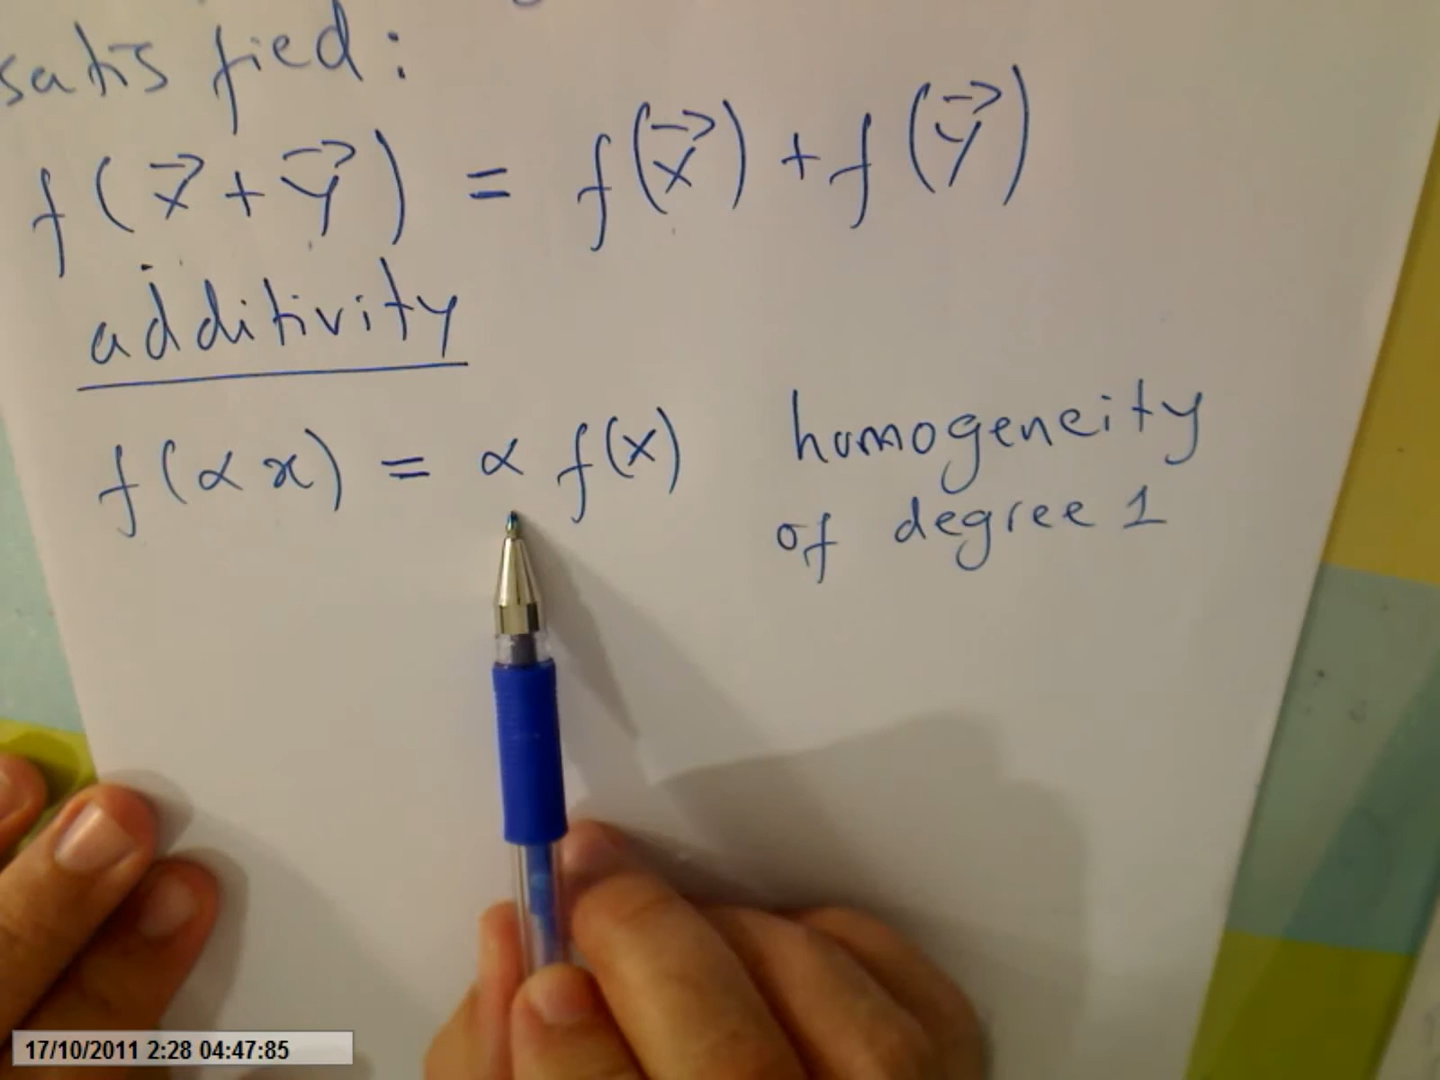 satisfied:
f(x⃗ + y⃗) = f(x⃗) + f(y⃗)
additivity
f(αx) = α f(x) homogeneity
of degree 1
17/10/2011 2:28 04:47:85